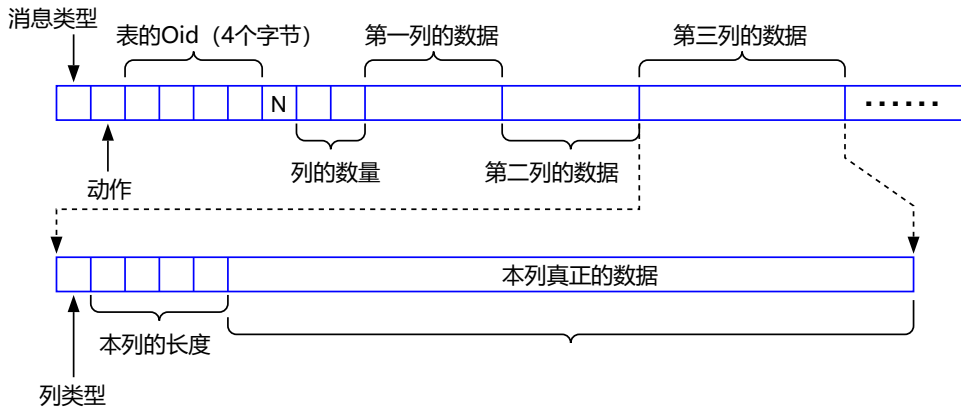 消息类型
表的Oid（4个字节）
第一列的数据
第三列的数据
N
......
列的数量
第二列的数据
动作
本列真正的数据
本列的长度
列类型